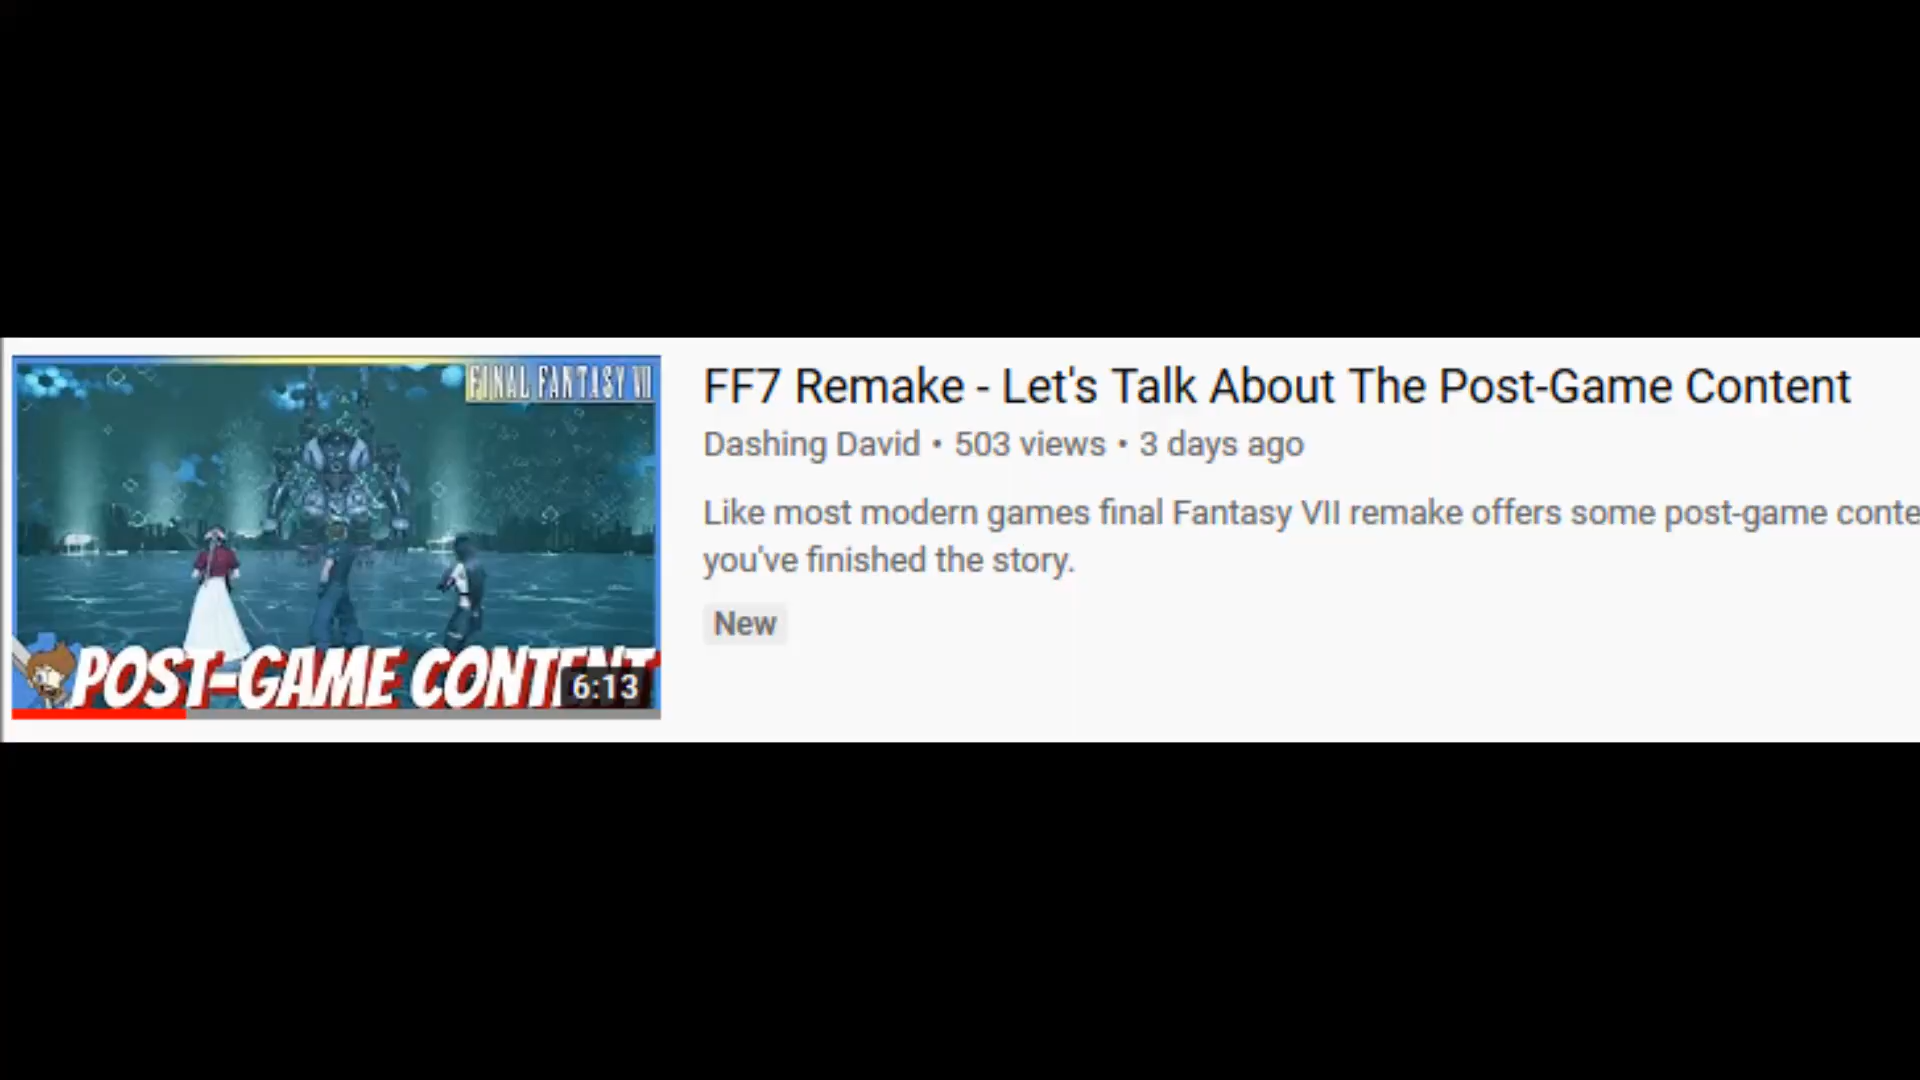 FINAL FANTASY VII
POST-GAME CONTENT
6:13
FF7 Remake - Let's Talk About The Post-Game Content
Dashing David • 503 views • 3 days ago
Like most modern games final Fantasy VII remake offers some post-game conte
you've finished the story.
New